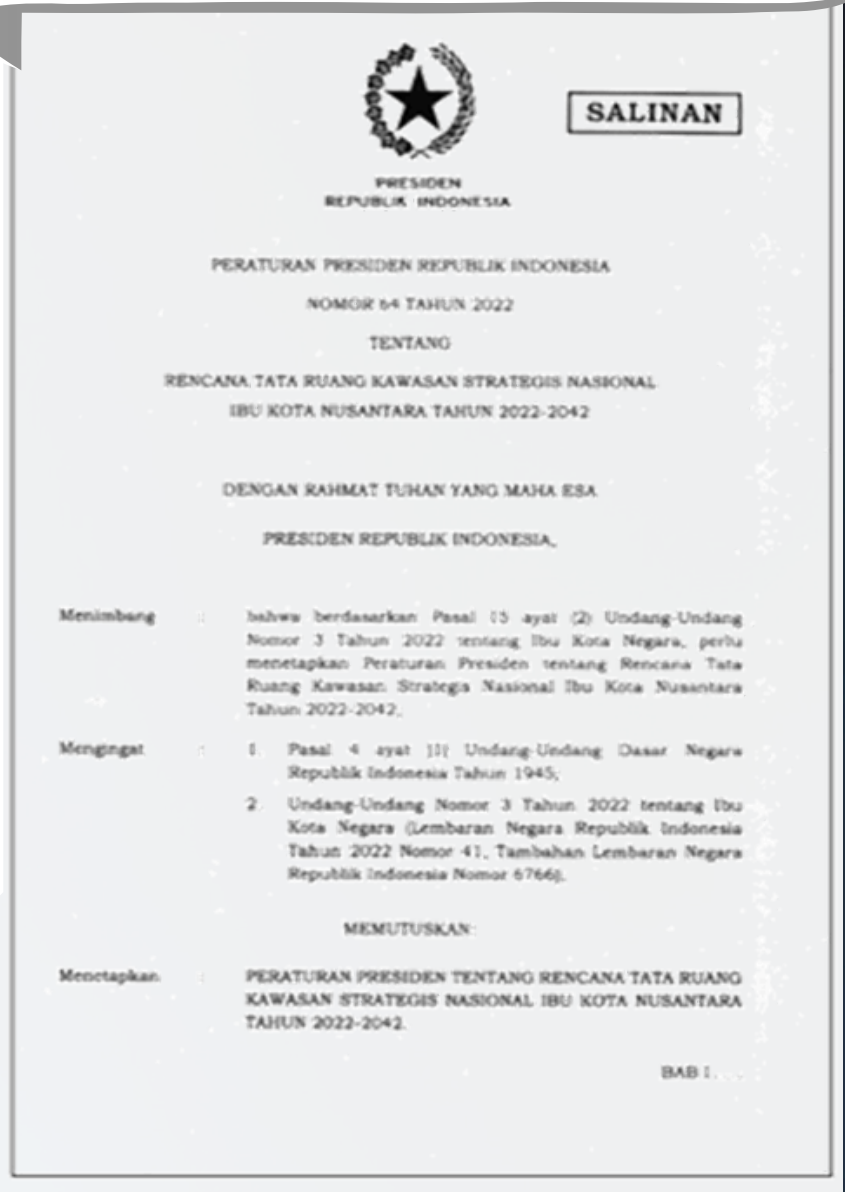 SALINAN
PRESIDEN
REPUBLIK INDONESIA
PERATURAN PRESIDEN REPUBLIK INDONESIA
NOMOR 64 TAHUN 2022
TENTANG
RENCANA TATA RUANG KAWASAN STRATEGIS NASIONAL
IBU KOTA NUSANTARA TAHUN 2022-2042
DENGAN RAHMAT TUHAN YANG MAHA ESA
PRESIDEN REPUBLIK INDONESIA,
Menimbang : bahwa berdasarkan Pasal 15 ayat (2) Undang-Undang
Nomor 3 Tahun 2022 tentang Ibu Kota Negara, perlu
menetapkan Peraturan Presiden tentang Rencana Tata
Ruang Kawasan Strategis Nasional Ibu Kota Nusantara
Tahun 2022-2042;
Mengingat : 1. Pasal 4 ayat (1) Undang-Undang Dasar Negara
Republik Indonesia Tahun 1945;
2. Undang-Undang Nomor 3 Tahun 2022 tentang Ibu
Kota Negara (Lembaran Negara Republik Indonesia
Tahun 2022 Nomor 41, Tambahan Lembaran Negara
Republik Indonesia Nomor 6766);
MEMUTUSKAN:
Menetapkan : PERATURAN PRESIDEN TENTANG RENCANA TATA RUANG
KAWASAN STRATEGIS NASIONAL IBU KOTA NUSANTARA
TAHUN 2022-2042.
BAB I . . .